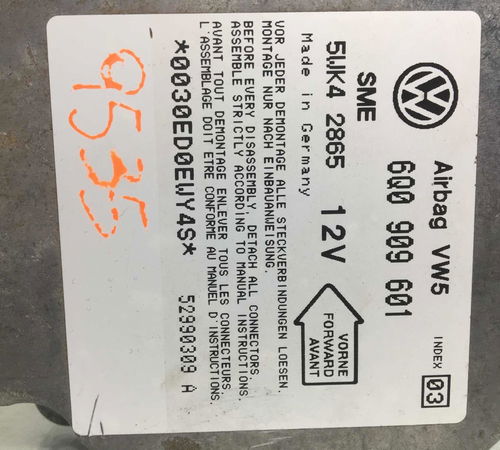 Airbag VW5 INDEX 03
6Q0 909 601
SME
5WK4 2865 12V
VORNE
FORWARD
AVANT
Made in Germany
VOR JEDER DEMONTAGE ALLE STECKVERBINDUNGEN LOESEN.
MONTAGE NUR NACH EINBAUANWEISUNG.
BEFORE EVERY DISASSEMBLY, DETACH ALL CONNECTORS.
ASSEMBLE STRICTLY ACCORDING TO MANUAL INSTRUCTIONS.
AVANT TOUT DEMONTAGE ENLEVER TOUS LES CONNECTEURS
L'ASSEMBLAGE DOIT ETRE CONFORME AU MANUEL D'INSTRUCTIONS.
*0030ED0EWY4S* 52990309 A
9535